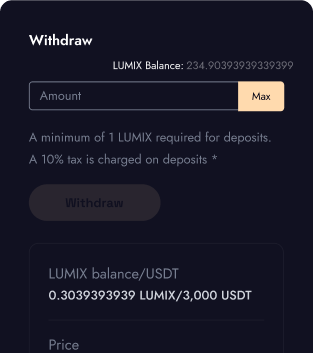 Withdraw
LUMIX Balance: 234.90393939339399
Amount
Max
A minimum of 1 LUMIX required for deposits.
A 10% tax is charged on deposits *
Withdraw
LUMIX balance/USDT
0.3039393939 LUMIX/3,000 USDT
Price